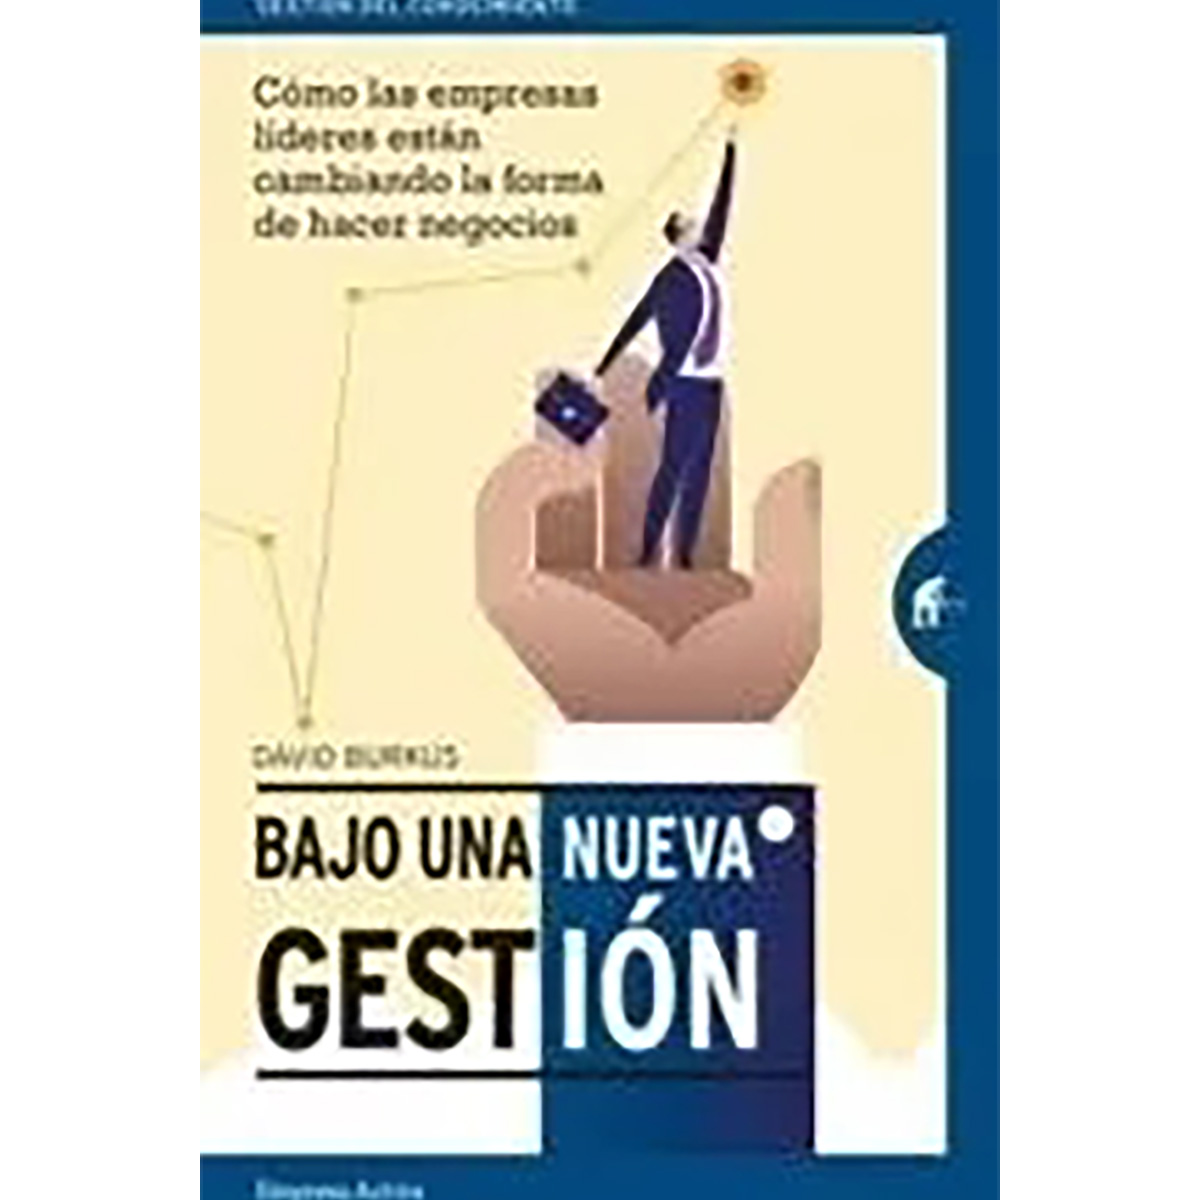 GESTIÓN DEL CONOCIMIENTO
Cómo las empresas
líderes están
cambiando la forma
de hacer negocios
DAVID BURKUS
BAJO UNA NUEVA
GESTIÓN
Empresa Activa